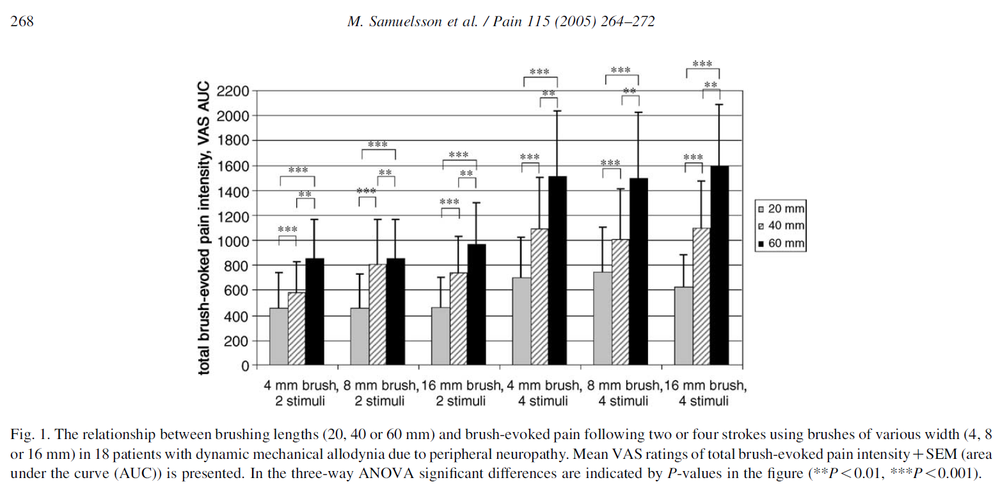 268
M. Samuelsson et al. / Pain 115 (2005) 264–272
total brush-evoked pain intensity, VAS AUC
2200
2000
1800
1600
1400
1200
1000
800
600
400
200
0
*** ** ***
*** ** ***
*** ** ***
*** ** ***
*** ** ***
*** ** ***
4 mm brush, 8 mm brush, 16 mm brush, 4 mm brush, 8 mm brush, 16 mm brush,
2 stimuli 2 stimuli 2 stimuli 4 stimuli 4 stimuli 4 stimuli
20 mm
40 mm
60 mm
Fig. 1. The relationship between brushing lengths (20, 40 or 60 mm) and brush-evoked pain following two or four strokes using brushes of various width (4, 8
or 16 mm) in 18 patients with dynamic mechanical allodynia due to peripheral neuropathy. Mean VAS ratings of total brush-evoked pain intensity+SEM (area
under the curve (AUC)) is presented. In the three-way ANOVA significant differences are indicated by P-values in the figure (**P<0.01, ***P<0.001).